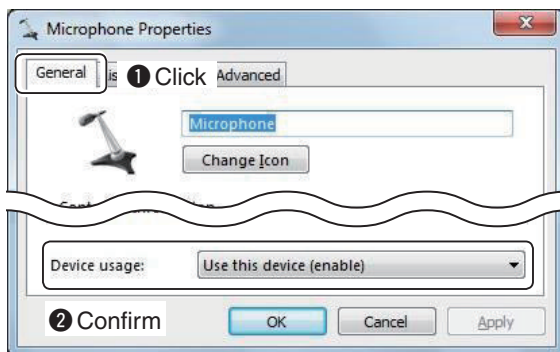 Microphone Properties
General ❶ Click Advanced
Microphone
Change Icon
Device usage: Use this device (enable)
❷ Confirm OK Cancel Apply